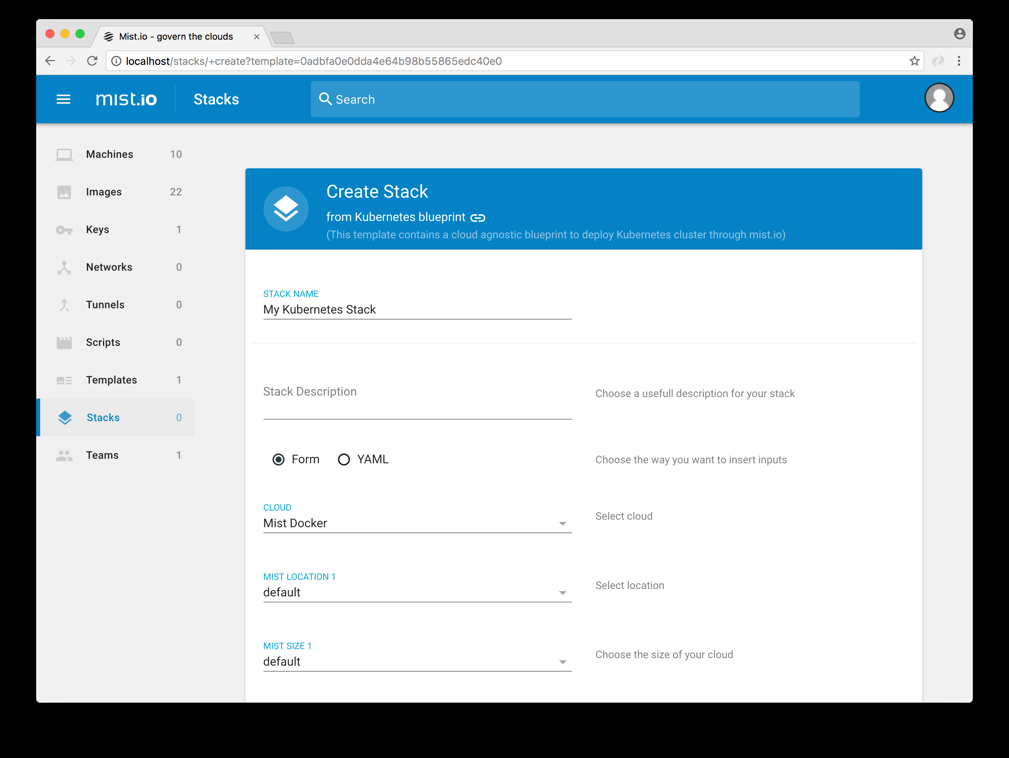 Mist.io - govern the clouds
localhost/stacks/+create?template=0adbfa0e0dda4e64b98b55865edc40e0
mist.io Stacks Search
Machines 10
Images 22
Keys 1
Networks 0
Tunnels 0
Scripts 0
Templates 1
Stacks 0
Teams 1
Create Stack
from Kubernetes blueprint
(This template contains a cloud agnostic blueprint to deploy Kubernetes cluster through mist.io)
STACK NAME
My Kubernetes Stack
Stack Description
Choose a usefull description for your stack
Form YAML
Choose the way you want to insert inputs
CLOUD
Mist Docker
Select cloud
MIST LOCATION 1
default
Select location
MIST SIZE 1
default
Choose the size of your cloud